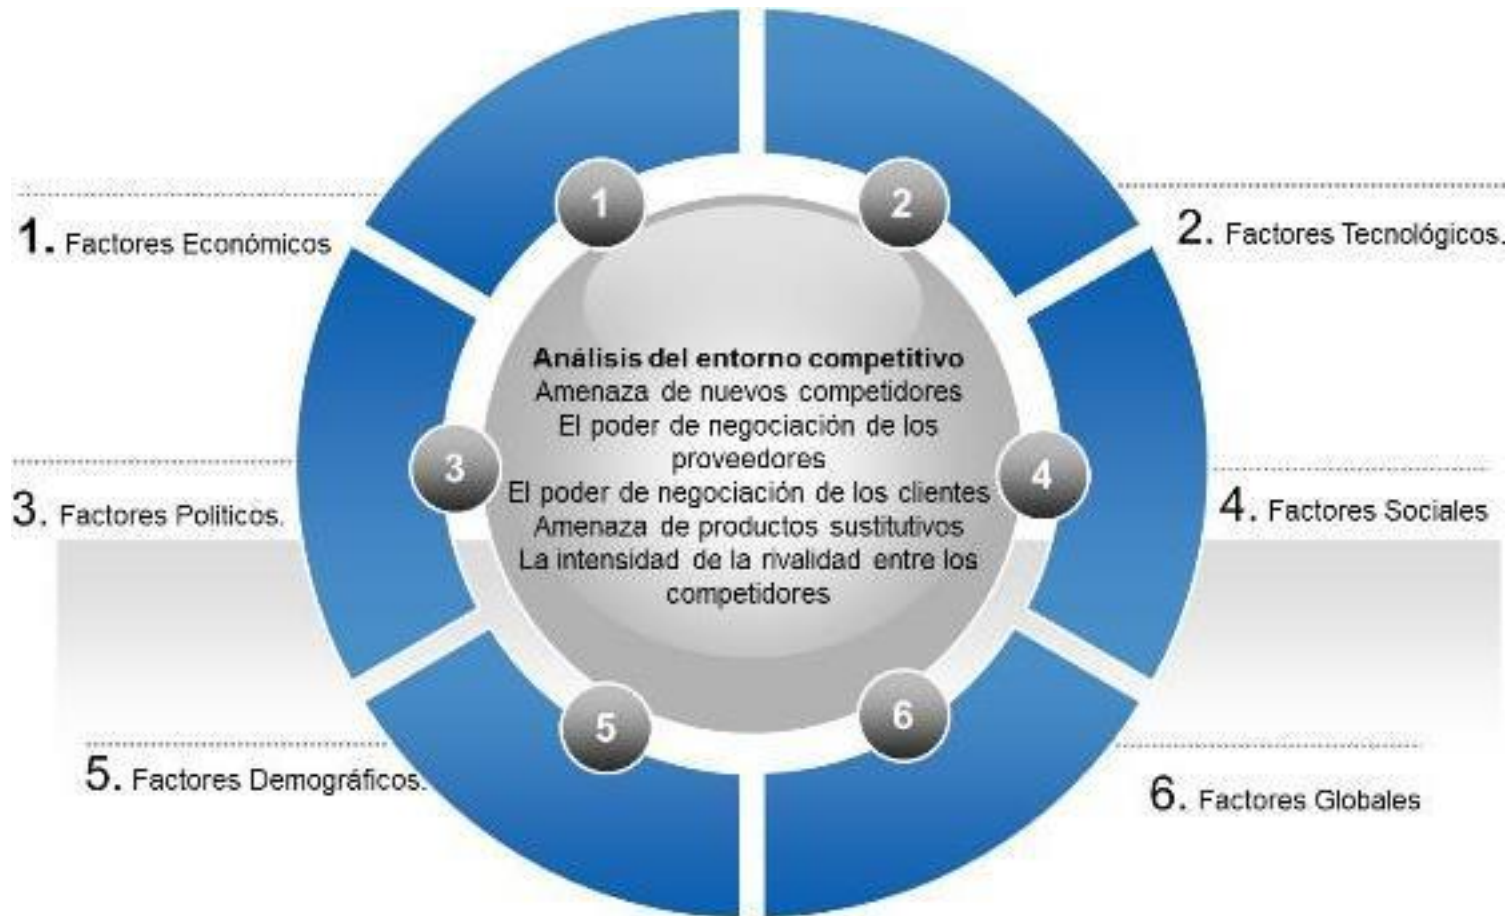 1
2
1. Factores Económicos
2. Factores Tecnológicos.
Análisis del entorno competitivo
Amenaza de nuevos competidores
El poder de negociación de los
proveedores
El poder de negociación de los clientes
Amenaza de productos sustitutivos
La intensidad de la rivalidad entre los
competidores
3
4
3. Factores Políticos.
4. Factores Sociales
5
6
5. Factores Demográficos.
6. Factores Globales